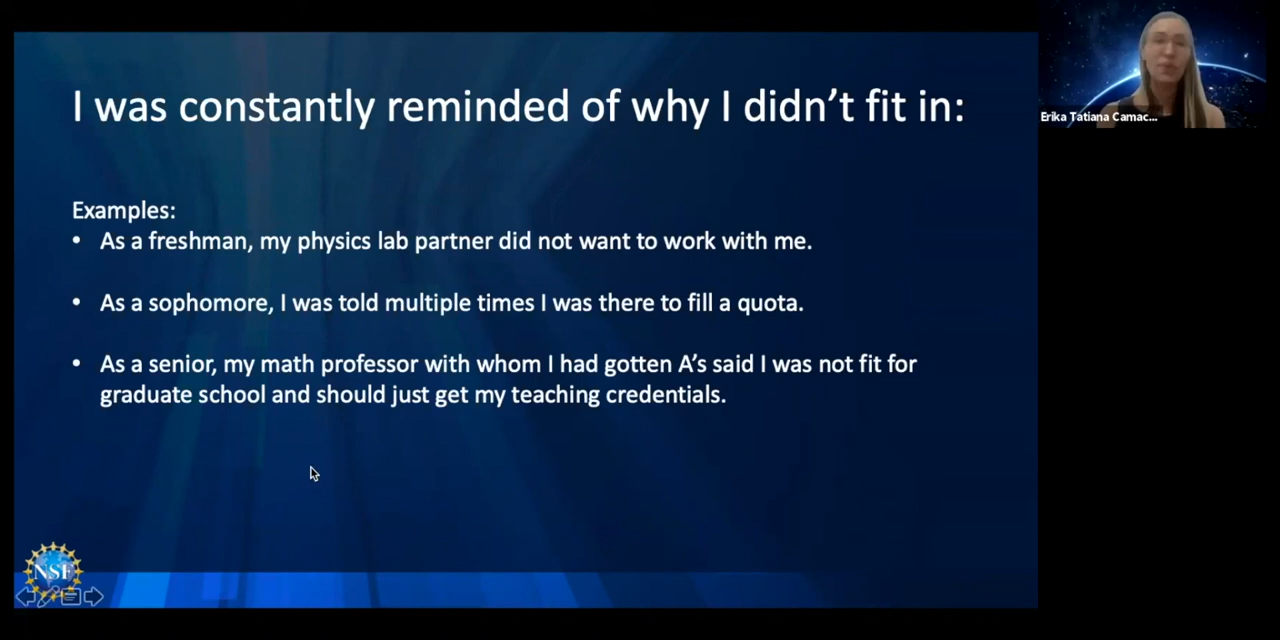 I was constantly reminded of why I didn’t fit in:
Examples:
• As a freshman, my physics lab partner did not want to work with me.
• As a sophomore, I was told multiple times I was there to fill a quota.
• As a senior, my math professor with whom I had gotten A’s said I was not fit for
graduate school and should just get my teaching credentials.
Erika Tatiana Camac...
NSF